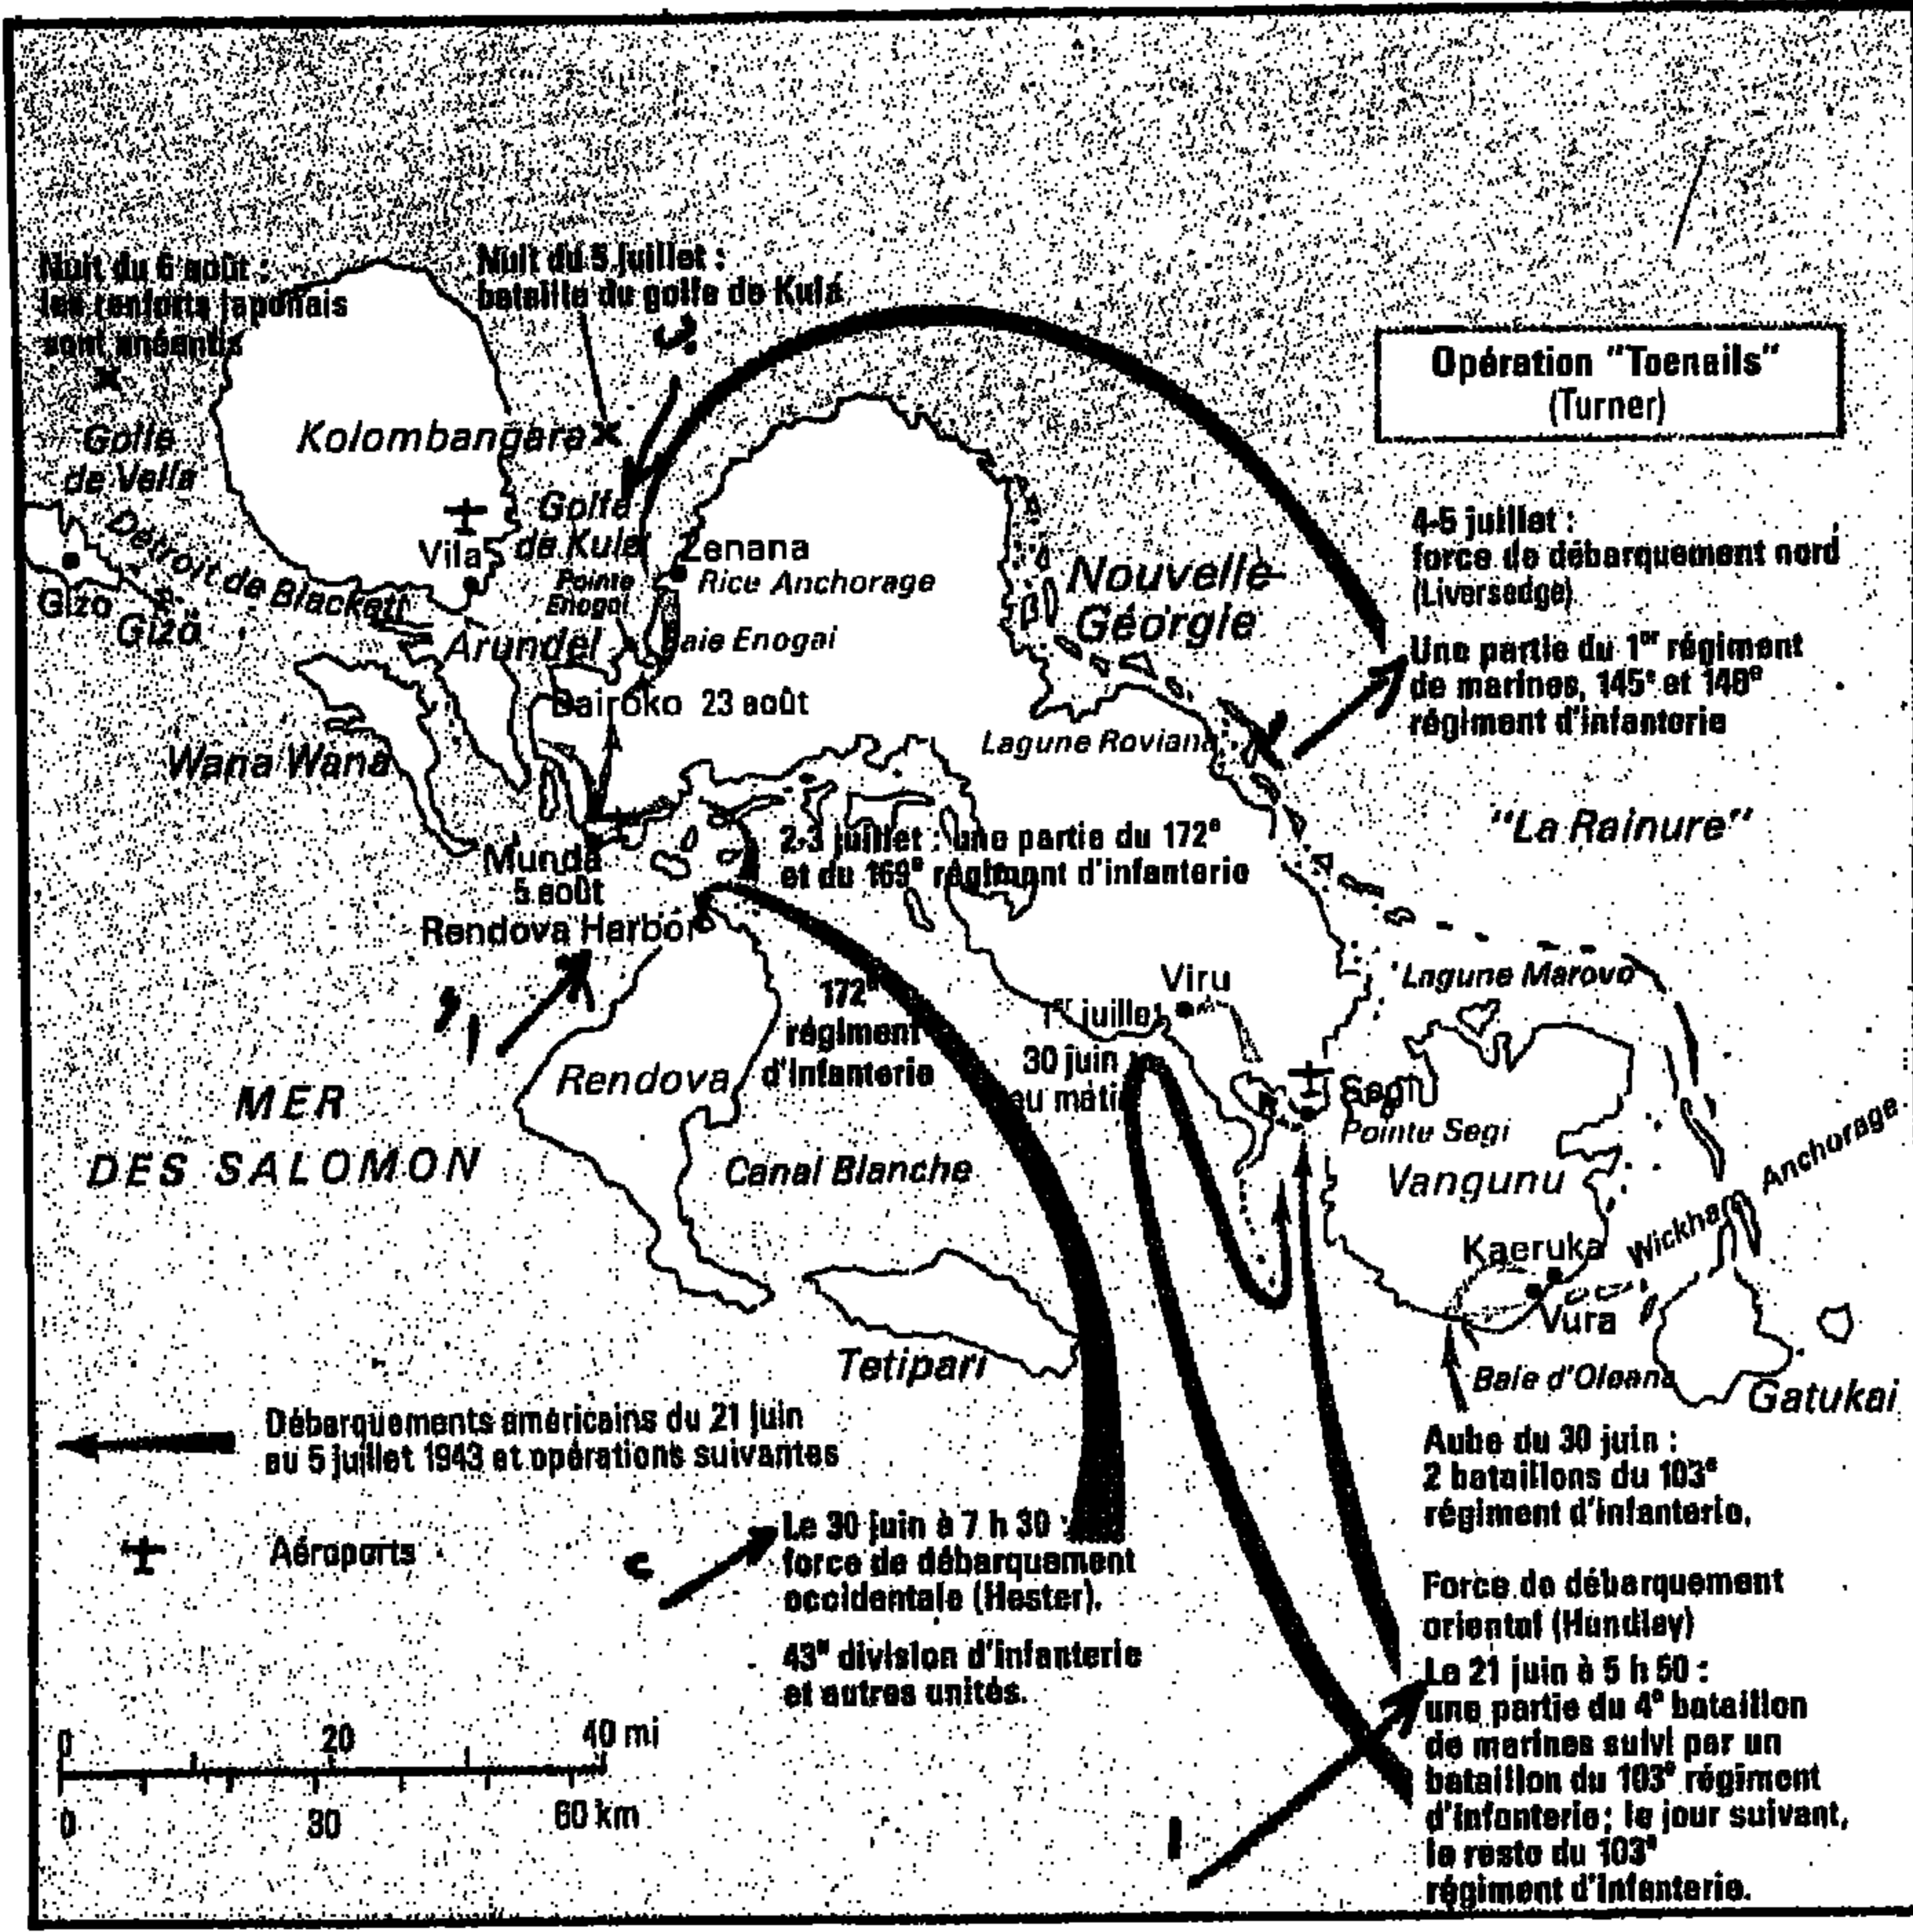 Nuit du 6 août :
les renforts japonais
sont anéantis
Nuit du 5 juillet :
bataille du golfe de Kula
Opération "Toenails"
(Turner)
Kolombangara
Golfe
de Vella
Golfe
de Kula
Vila
Détroit de Blackett
Gizo
Gizo
Zenana
Rice Anchorage
Pointe
Enogai
Baie Enogai
Arundel
Nouvelle-
Géorgie
4-5 juillet :
force de débarquement nord
(Liversedge)
Une partie du 1er régiment
de marines, 145e et 148e
régiment d'infanterie
Bairoko 23 août
Wana Wana
Lagune Roviana
"La Rainure"
Munda
5 août
2-3 juillet : une partie du 172e
et du 169e régiment d'infanterie
Rendova Harbor
Lagune Marovo
Viru
1er juillet
172e
régiment
d'infanterie
30 juin
au matin
Rendova
Segi
Pointe Segi
MER
DES SALOMON
Canal Blanche
Vangunu
Wickham Anchorage
Kaeruka
Vura
Tetipari
Baie d'Oloana
Gatukai
Débarquements américains du 21 juin
au 5 juillet 1943 et opérations suivantes
Aube du 30 juin :
2 bataillons du 103e
régiment d'infanterie.
Aéroports
Le 30 juin à 7 h 30 :
force de débarquement
occidentale (Hester).
43e division d'infanterie
et autres unités.
Force de débarquement
oriental (Hundley)
Le 21 juin à 5 h 50 :
une partie du 4e bataillon
de marines suivi par un
bataillon du 103e régiment
d'infanterie; le jour suivant,
le reste du 103e
régiment d'infanterie.
0 20 40 mi
0 30 60 km